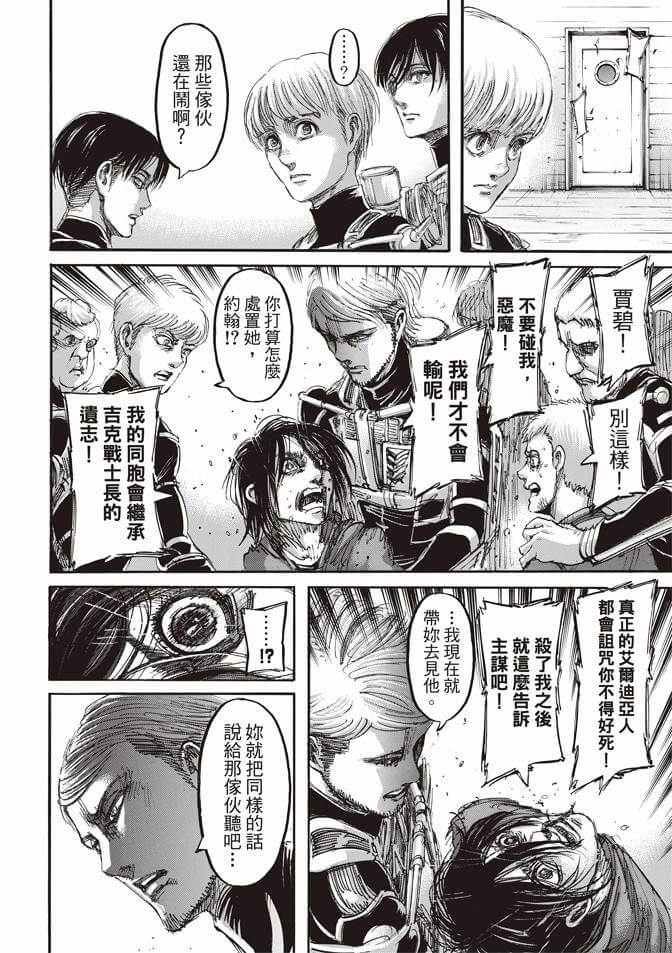 ……?
那些傢伙
還在鬧啊?
賈碧!
別這樣!
不要碰我,
惡魔!
我們才不會
輸呢!
你打算怎麼
處置她,
約翰!?
我的同胞會繼承
吉克戰士長的
遺志!
真正的艾爾迪亞人
都會詛咒你不得好死!
殺了我之後
就這麼告訴
主謀吧!
…我現在就
帶妳去見他。
……!?
妳就把同樣的話
說給那傢伙聽吧…